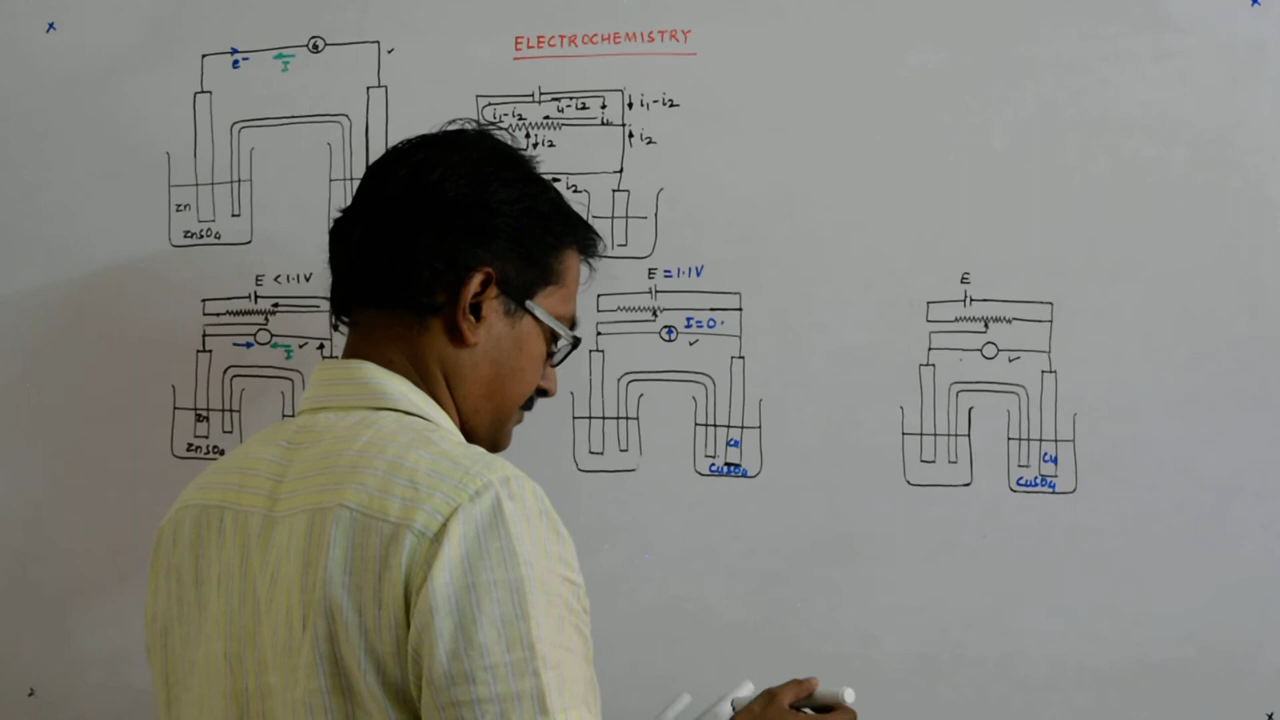 ELECTROCHEMISTRY
G
e-
I
Zn
ZnSO4
i1-i2
i1-i2
i1-i2
i2
i2
i2
E <1.1V
I
Zn
ZnSO4
E =1.1V
I=0
Cu
CuSO4
E
Cu
CuSO4